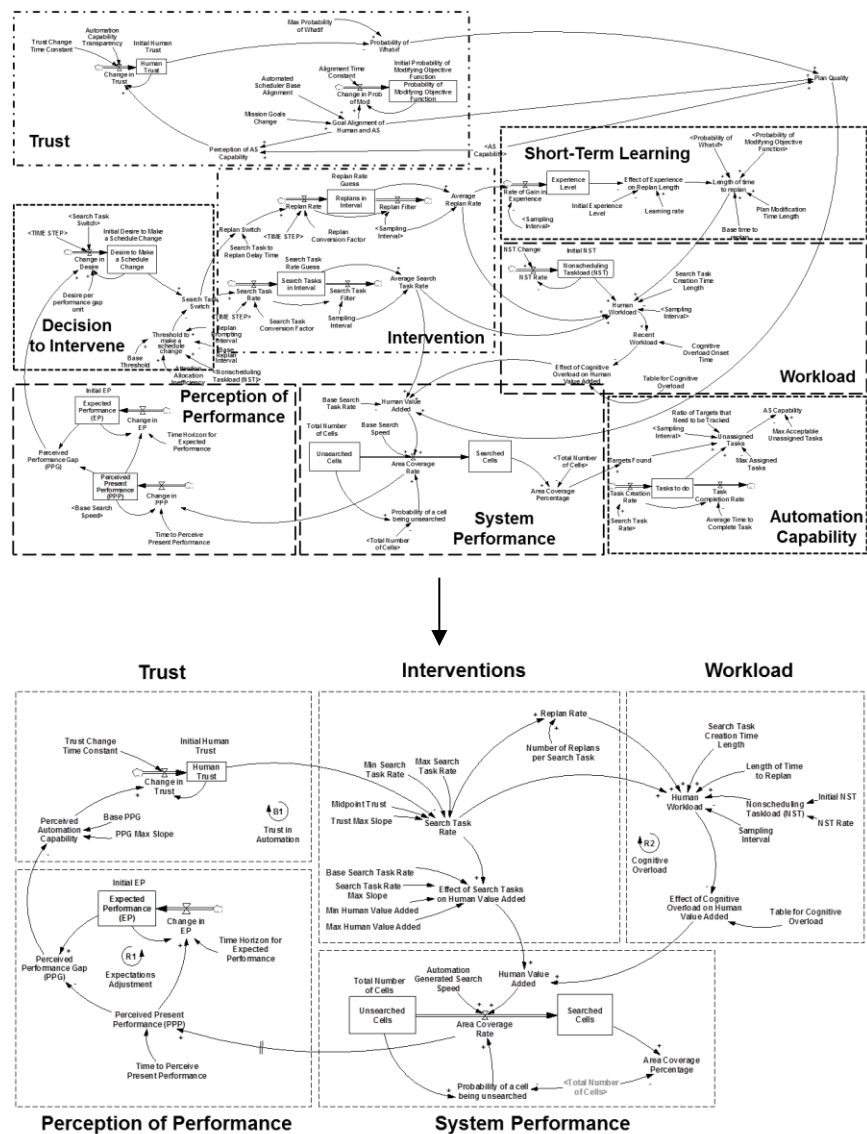 Automation
Capability
Transparency
Trust Change
Time Constant
Initial Human
Trust
Human Trust
Change in
Trust
Max Probability
of Whatif
Probability of
What-if
Automated
Scheduler Base
Alignment
Alignment Time
Constant
Initial Probability of
Modifying Objective
Function
Probability of
Modifying Objective
Function
Change in Prob
of Mod
Mission Goals
Change
Goal Alignment of
Human and AS
Perception of AS
Capability
Trust
Plan Quality
<AS
Capability>
Short-Term Learning
<Probability of
What-if>
<Probability of
Modifying Objective
Function>
Experience
Level
Rate of Gain in
Experience
Effect of Experience
on Replan Length
Length of time
to replan
Initial Experience
Level
Learning rate
Plan Modification
Time Length
<Sampling
Interval>
Base time to
replan
Replan Rate
Guess
Replans in
Interval
Replan Rate
Replan Filter
Average
Replan Rate
Replan Switch
<TIME STEP>
Replan
Conversion Factor
<Sampling
Interval>
Search Task to
Replan Delay Time
Search Task
Rate Guess
Search Tasks
in Interval
Search Task
Rate
Search Task
Filter
Average Search
Task Rate
<TIME STEP>
Search Task
Conversion Factor
Sampling
Interval
Intervention
<Search Task
Switch>
<TIME STEP>
Initial Desire to Make
a Schedule Change
Desire to Make
a Schedule
Change
Change in
Desire
Desire per
performance gap
unit
Search Task
Switch
Threshold to
make a
schedule change
Replan
Prompting
Interval
Base
Replan
Interval
Base
Threshold
Attention
Allocation
Inefficiency
<Nonscheduling
Taskload (NST)>
Decision
to Intervene
NST Change
Initial NST
Nonscheduling
Taskload (NST)
NST Rate
Search Task
Creation Time
Length
Human
Workload
<Sampling
Interval>
Recent
Workload
Cognitive
Overload Onset
Time
Effect of Cognitive
Overload on Human
Value Added
Table for Cognitive
Overload
Workload
Perception of
Performance
Initial EP
Expected
Performance
(EP)
Change in
EP
Perceived
Performance Gap
(PPG)
Time Horizon for
Expected
Performance
Perceived
Present
Performance (PPP)
Change in
PPP
<Base Search
Speed>
Time to Perceive
Present Performance
Base Search
Task Rate
Human Value
Added
Total Number
of Cells
Base Search
Speed
Unsearched
Cells
Area Coverage
Rate
Searched
Cells
<Total Number
of Cells>
Area Coverage
Percentage
Probability of a cell
being unsearched
<Total Number
of Cells>
System
Performance
Ratio of Targets that
Need to be Tracked
AS Capability
<Sampling
Interval>
Unassigned
Tasks
Max Acceptable
Unassigned Tasks
Targets Found
Max Assigned
Tasks
Tasks to do
Task
Creation Rate
Task
Completion Rate
<Search Task
Rate>
Average Time to
Complete Task
Automation
Capability
Trust
Interventions
Workload
Trust Change
Time Constant
Initial Human
Trust
Human Trust
Change in
Trust
Perceived
Automation
Capability
Base PPG
PPG Max Slope
B1
Trust in
Automation
Replan Rate
Number of Replans
per Search Task
Min Search
Task Rate
Max Search
Task Rate
Midpoint Trust
Trust Max Slope
Search Task
Rate
Base Search Task Rate
Search Task Rate
Max Slope
Min Human Value Added
Max Human Value Added
Effect of Search Tasks
on Human Value Added
Search Task
Creation Time
Length
Length of Time
to Replan
Human
Workload
Initial NST
Nonscheduling
Taskload (NST)
NST Rate
Sampling
Interval
R2
Cognitive
Overload
Effect of Cognitive
Overload on Human
Value Added
Table for Cognitive
Overload
Initial EP
Expected
Performance
(EP)
Change in
EP
Perceived
Performance Gap
(PPG)
R1
Expectations
Adjustment
Time Horizon for
Expected
Performance
Perceived Present
Performance (PPP)
Time to Perceive
Present Performance
Total Number
of Cells
Automation
Generated Search
Speed
Human Value
Added
Unsearched
Cells
Area Coverage
Rate
Searched
Cells
Area Coverage
Percentage
Probability of a cell
being unsearched
<Total Number
of Cells>
Perception of Performance
System Performance